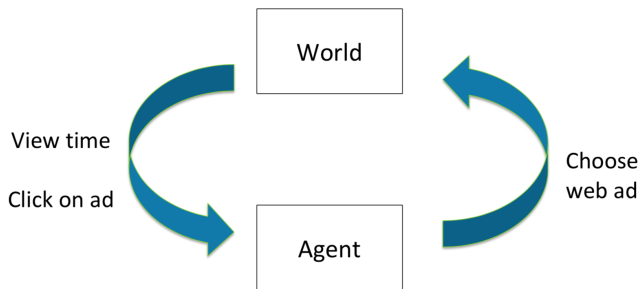 World
View time
Click on ad
Choose
web ad
Agent